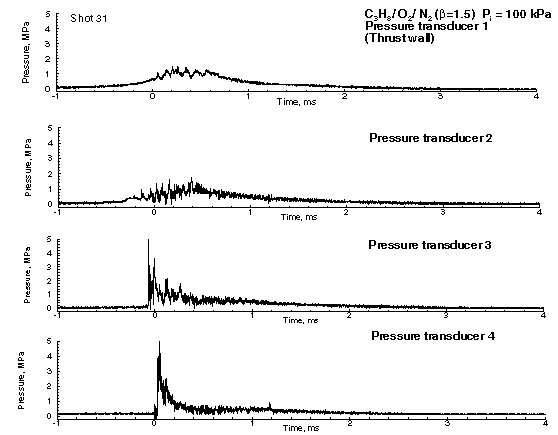 Shot 31
C3H8/ O2/ N2 (β=1.5) Pi = 100 kPa
Pressure transducer 1
(Thrust wall)
Pressure, MPa
5
4
3
2
1
0
-1 0 1 2 3 4
Time, ms
Pressure transducer 2
Pressure, MPa
5
4
3
2
1
0
-1 0 1 2 3 4
Time, ms
Pressure transducer 3
Pressure, MPa
5
4
3
2
1
0
-1 0 1 2 3 4
Time, ms
Pressure transducer 4
Pressure, MPa
5
4
3
2
1
0
-1 0 1 2 3 4
Time, ms